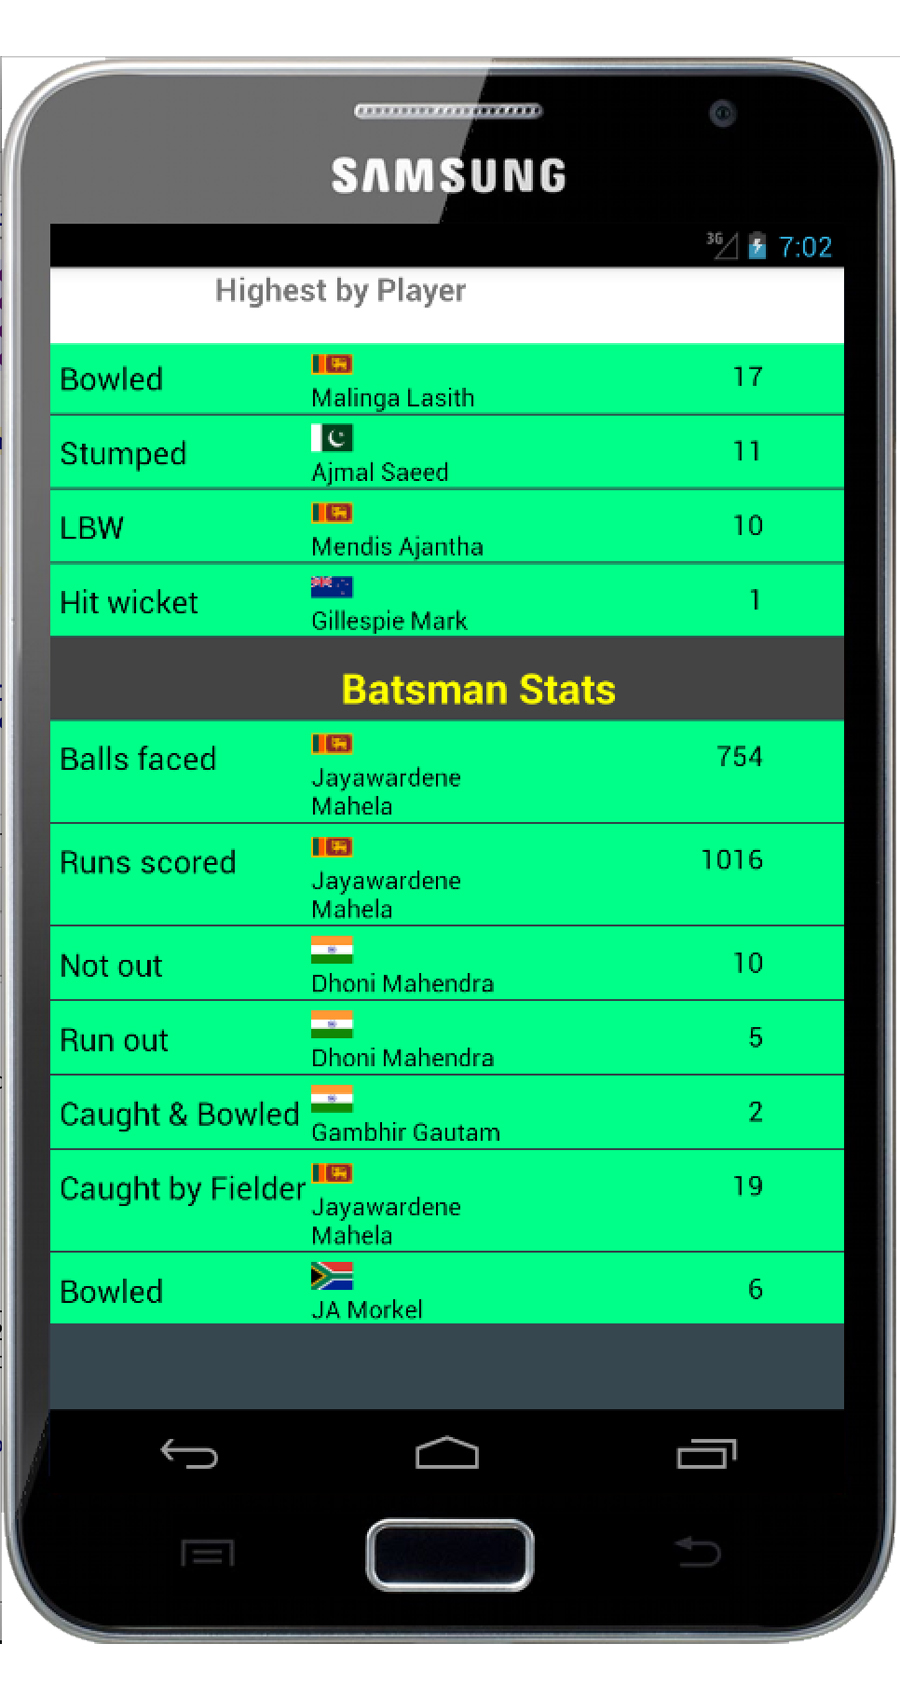 SAMSUNG
3G 7:02
Highest by Player
Bowled
Malinga Lasith
17
Stumped
Ajmal Saeed
11
LBW
Mendis Ajantha
10
Hit wicket
Gillespie Mark
1
Batsman Stats
Balls faced
Jayawardene
Mahela
754
Runs scored
Jayawardene
Mahela
1016
Not out
Dhoni Mahendra
10
Run out
Dhoni Mahendra
5
Caught & Bowled
Gambhir Gautam
2
Caught by Fielder
Jayawardene
Mahela
19
Bowled
JA Morkel
6